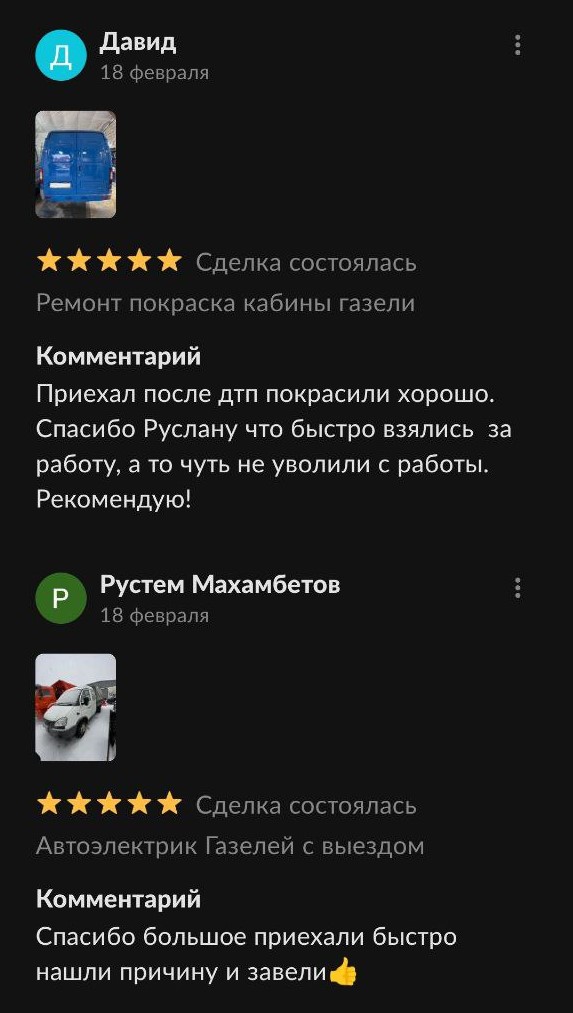 Д
Давид
18 февраля
★★★★★ Сделка состоялась
Ремонт покраска кабины газели
Комментарий
Приехал после дтп покрасили хорошо.
Спасибо Руслану что быстро взялись  за
работу, а то чуть не уволили с работы.
Рекомендую!
Р
Рустем Махамбетов
18 февраля
★★★★★ Сделка состоялась
Автоэлектрик Газелей с выездом
Комментарий
Спасибо большое приехали быстро
нашли причину и завели👍